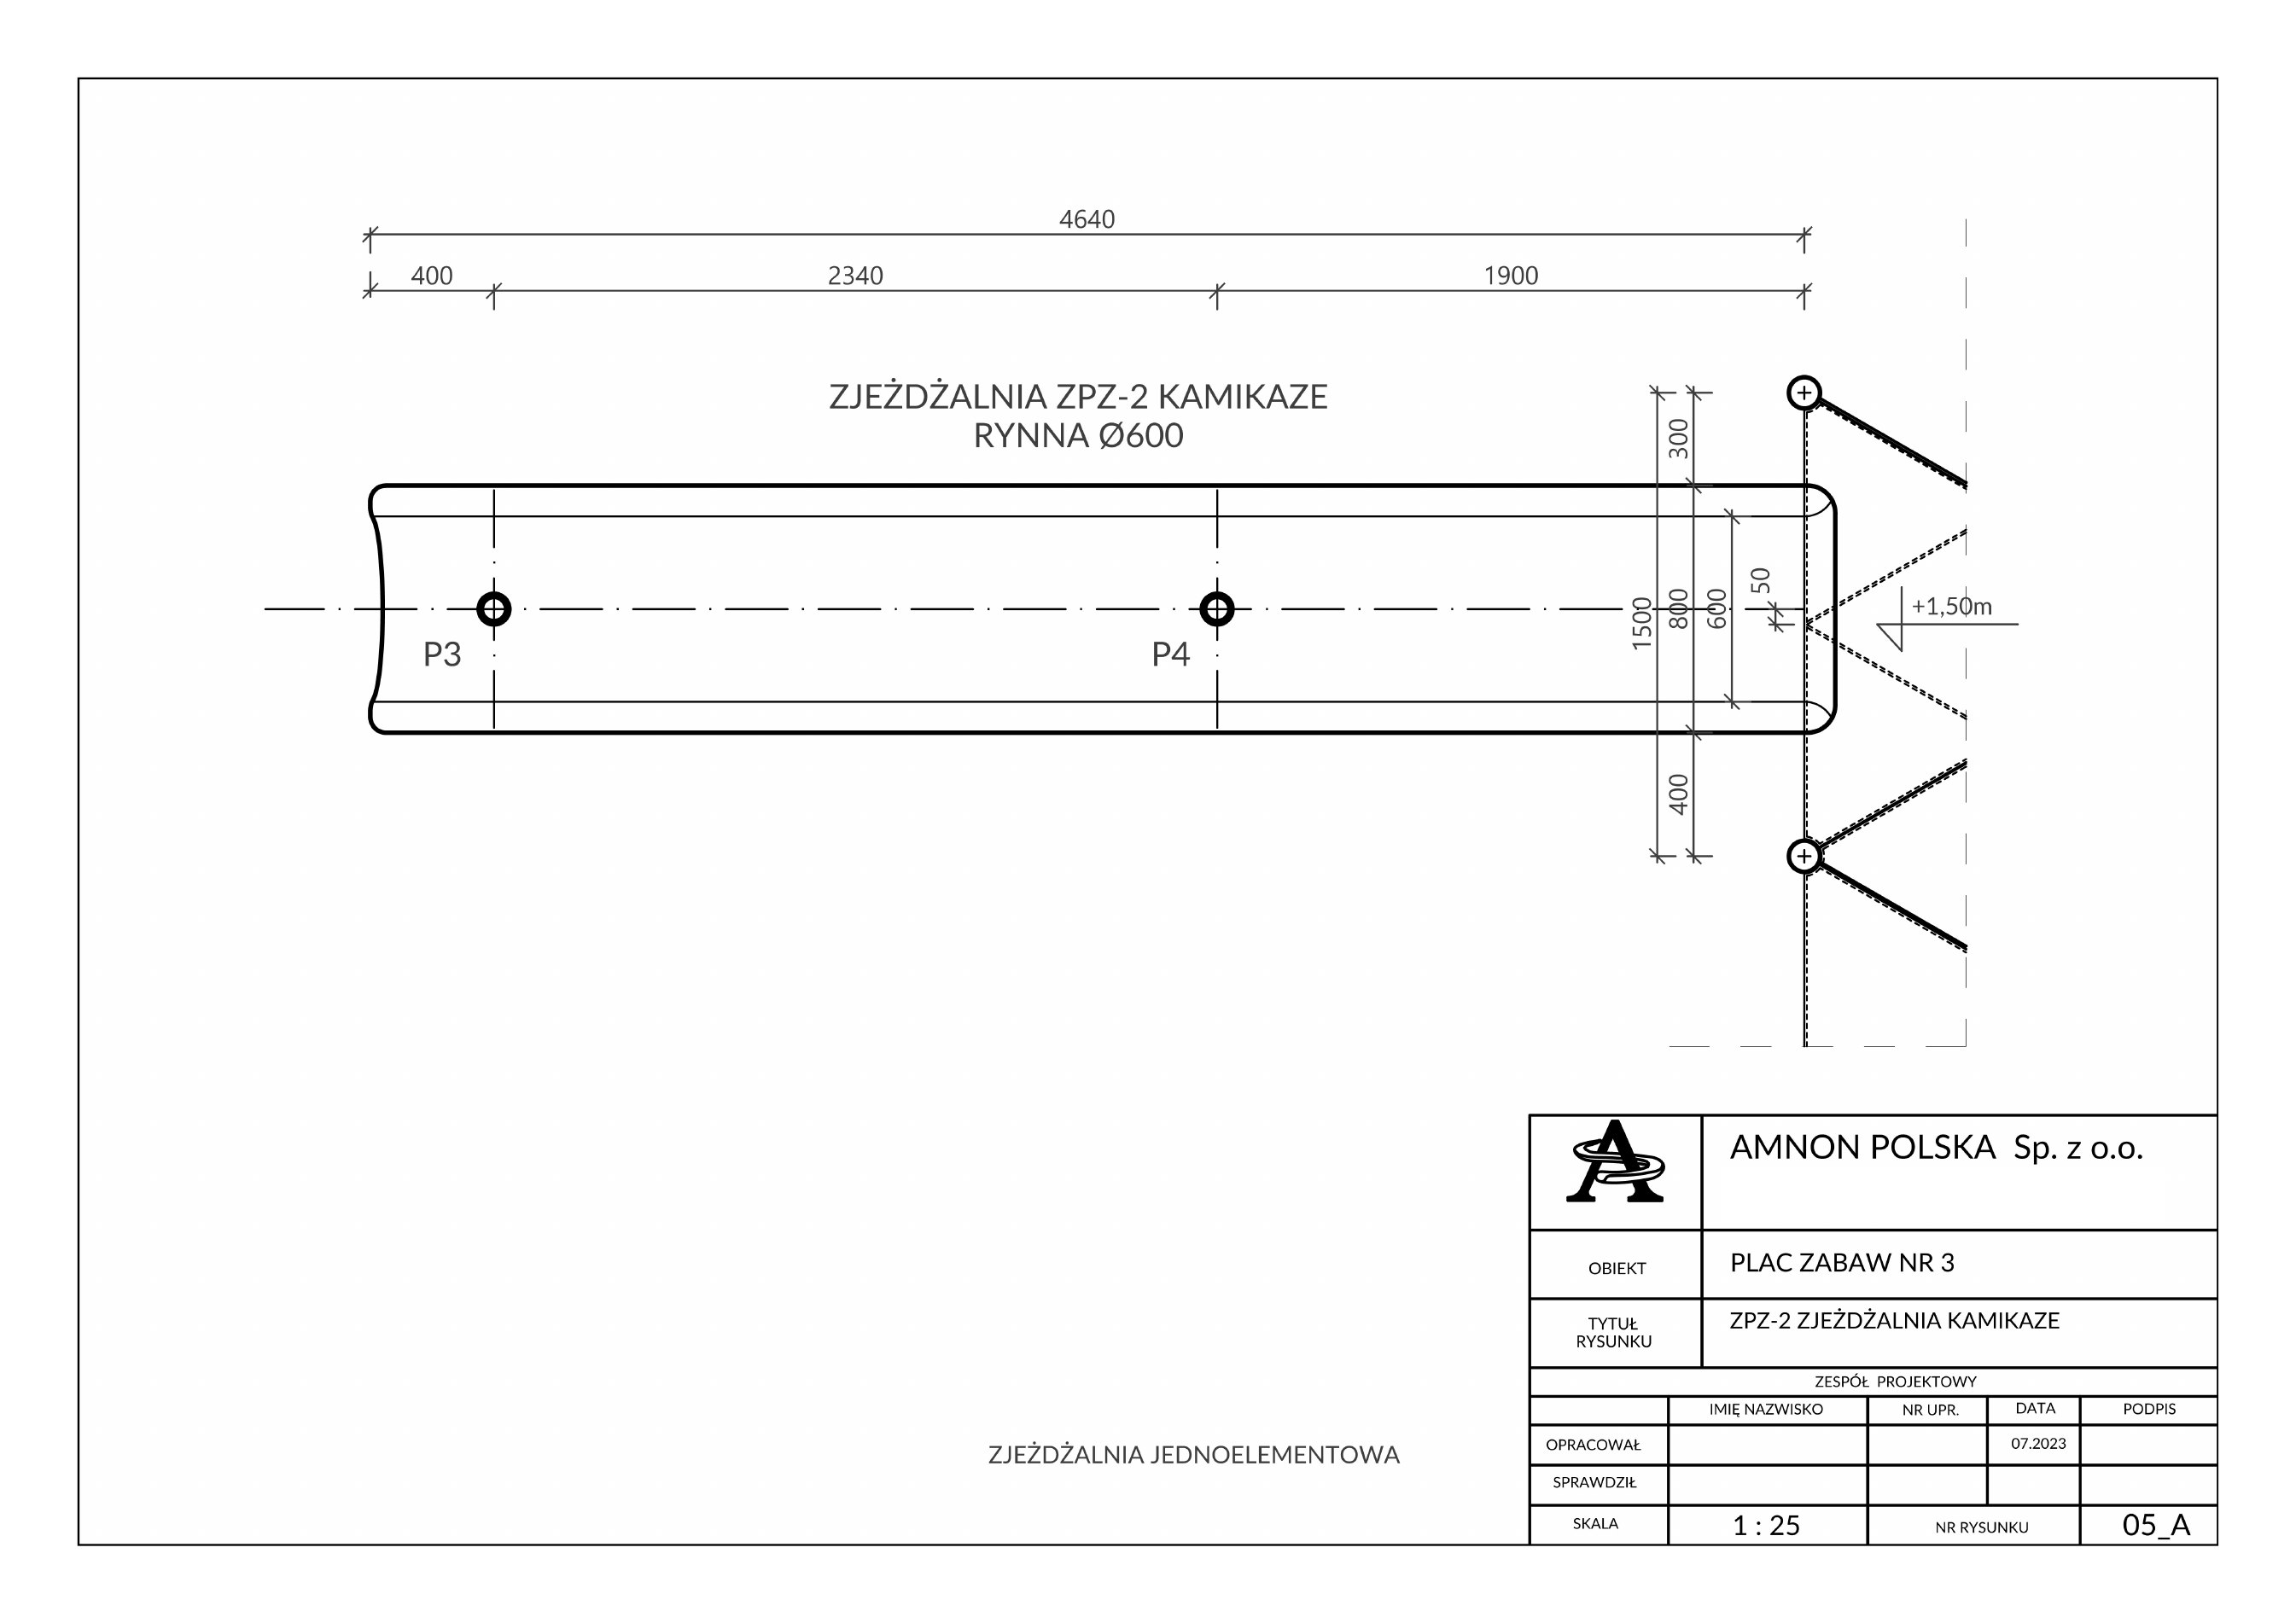 4640
400
2340
1900
ZJEŻDŻALNIA ZPZ-2 KAMIKAZE
RYNNA Ø600
300
1500
800
600
50
+1,50m
P3
P4
400
AMNON POLSKA Sp. z o.o.
OBIEKT
PLAC ZABAW NR 3
TYTUŁ
RYSUNKU
ZPZ-2 ZJEŻDŻALNIA KAMIKAZE
ZESPÓŁ PROJEKTOWY
IMIĘ NAZWISKO
NR UPR.
DATA
PODPIS
OPRACOWAŁ
07.2023
SPRAWDZIŁ
SKALA
1 : 25
NR RYSUNKU
05_A
ZJEŻDŻALNIA JEDNOELEMENTOWA